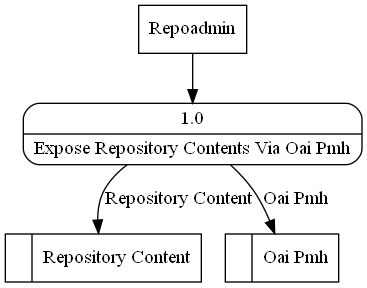 Repoadmin
1.0
Expose Repository Contents Via Oai Pmh
Repository Content
Oai Pmh
Repository Content
Oai Pmh